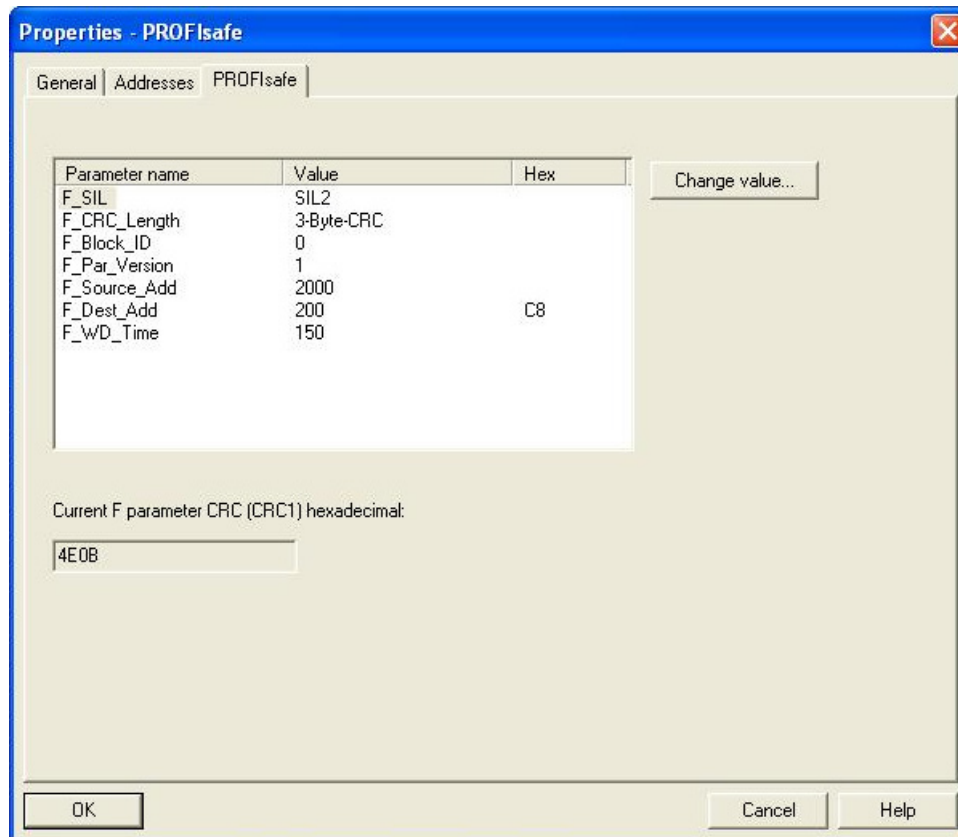 Properties - PROFIsafe
General Addresses PROFIsafe
Parameter name Value Hex
F_SIL SIL2
F_CRC_Length 3-Byte-CRC
F_Block_ID 0
F_Par_Version 1
F_Source_Add 2000
F_Dest_Add 200 C8
F_WD_Time 150
Change value...
Current F parameter CRC (CRC1) hexadecimal:
4E0B
OK Cancel Help